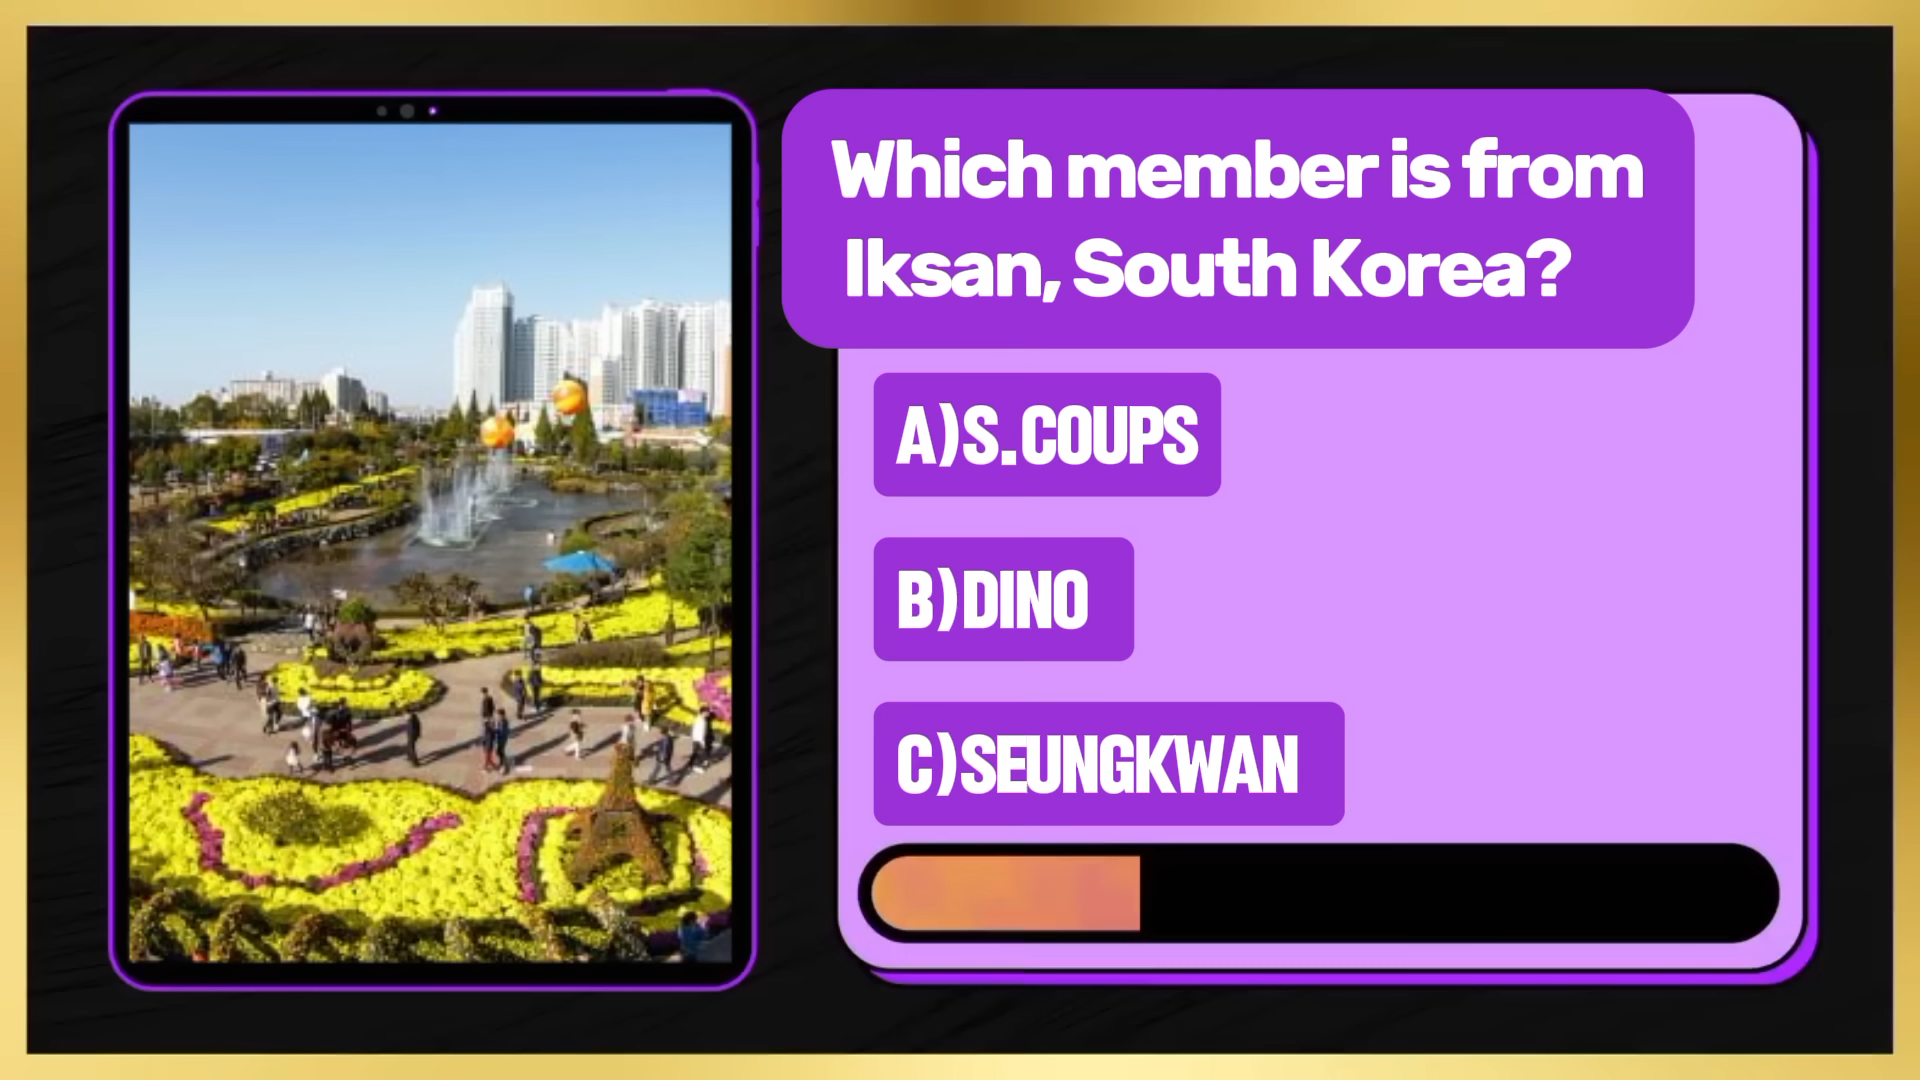 Which member is from
Iksan, South Korea?
A)S.COUPS
B)DINO
C)SEUNGKWAN